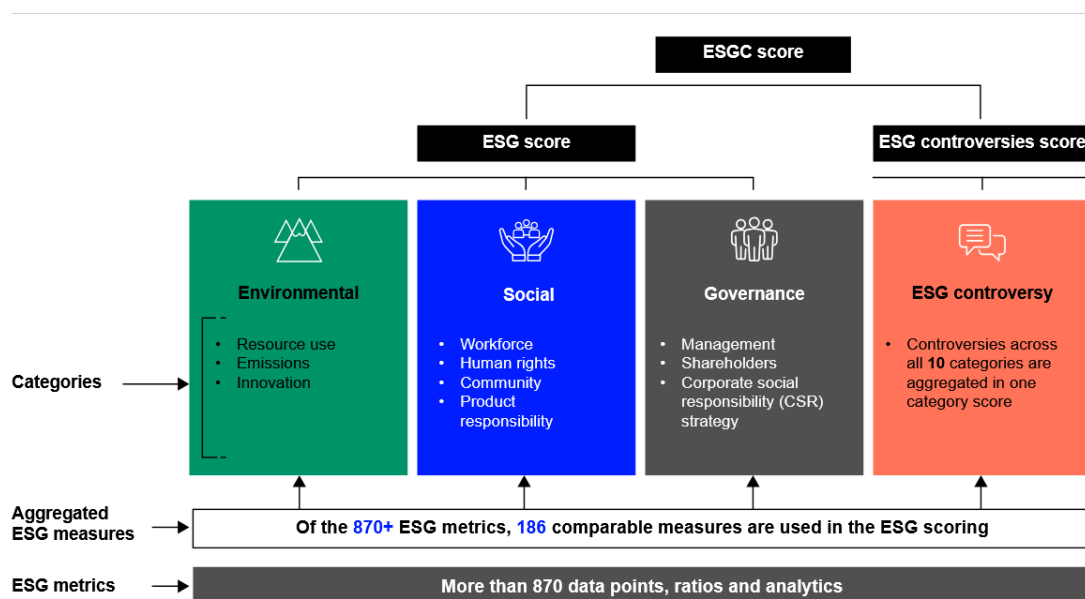 ESGC score
ESG score
ESG controversies score
Environmental
Social
Governance
ESG controversy
Categories
• Resource use
• Emissions
• Innovation
• Workforce
• Human rights
• Community
• Product
responsibility
• Management
• Shareholders
• Corporate social
responsibility (CSR)
strategy
• Controversies across
all 10 categories are
aggregated in one
category score
Aggregated
ESG measures
Of the 870+ ESG metrics, 186 comparable measures are used in the ESG scoring
ESG metrics
More than 870 data points, ratios and analytics